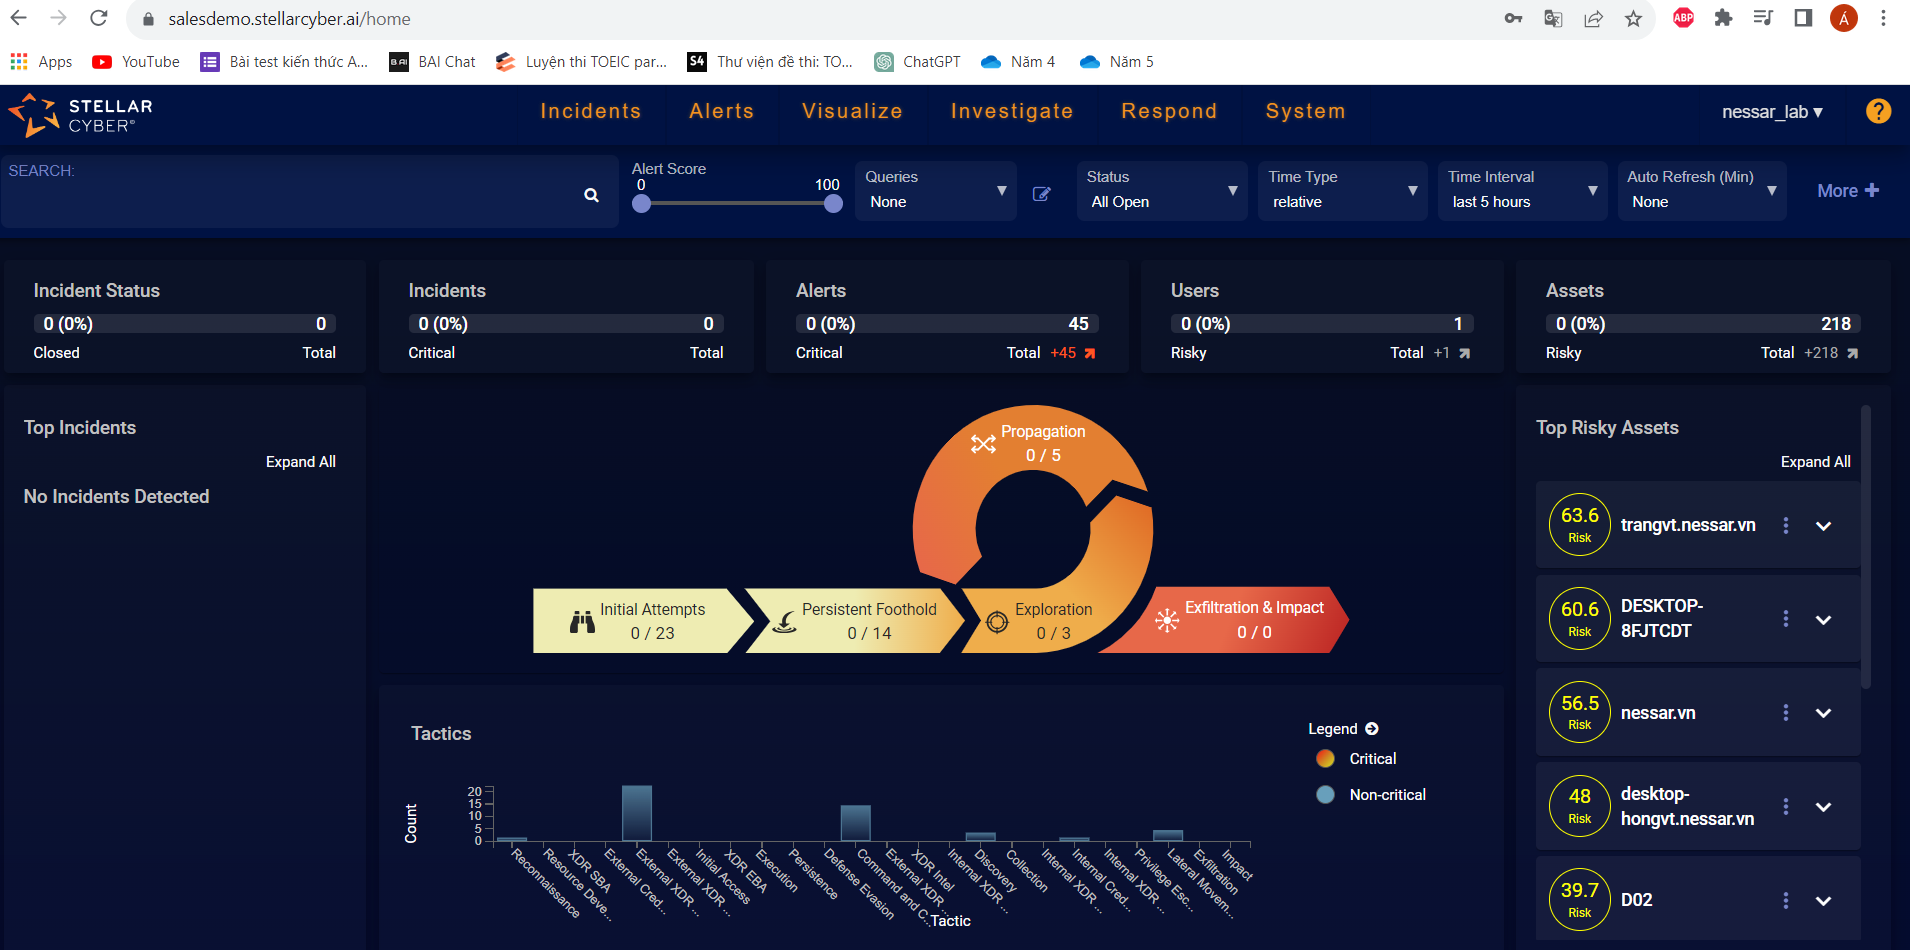 salesdemo.stellarcyber.ai/home
ABP
Á
Apps
YouTube
Bài test kiến thức A...
B AI
BAI Chat
Luyện thi TOEIC par...
S4
Thư viện đề thi: TO...
ChatGPT
Năm 4
Năm 5
STELLAR
CYBER®
Incidents
Alerts
Visualize
Investigate
Respond
System
nessar_lab
?
SEARCH:
Alert Score
0
100
Queries
None
Status
All Open
Time Type
relative
Time Interval
last 5 hours
Auto Refresh (Min)
None
More +
Incident Status
0 (0%) 0
Closed Total
Incidents
0 (0%) 0
Critical Total
Alerts
0 (0%) 45
Critical Total +45
Users
0 (0%) 1
Risky Total +1
Assets
0 (0%) 218
Risky Total +218
Top Incidents
Expand All
No Incidents Detected
Propagation
0 / 5
Initial Attempts
0 / 23
Persistent Foothold
0 / 14
Exploration
0 / 3
Exfiltration & Impact
0 / 0
Tactics
Legend
Critical
Non-critical
Count
20
15
10
5
0
Reconnaissance
Resource Deve...
XDR SBA
External Cred...
External XDR ...
External XDR ...
Initial Access
XDR EBA
Execution
Persistence
Defense Evasion
Command and C...
External XDR ...
XDR Intel
Internal XDR ...
Discovery
Collection
Internal XDR ...
Internal Cred...
Internal XDR ...
Privilege Esc...
Lateral Movem...
Exfiltration
Impact
Tactic
Top Risky Assets
Expand All
63.6
Risk
trangvt.nessar.vn
60.6
Risk
DESKTOP-
8FJTCDT
56.5
Risk
nessar.vn
48
Risk
desktop-
hongvt.nessar.vn
39.7
Risk
D02